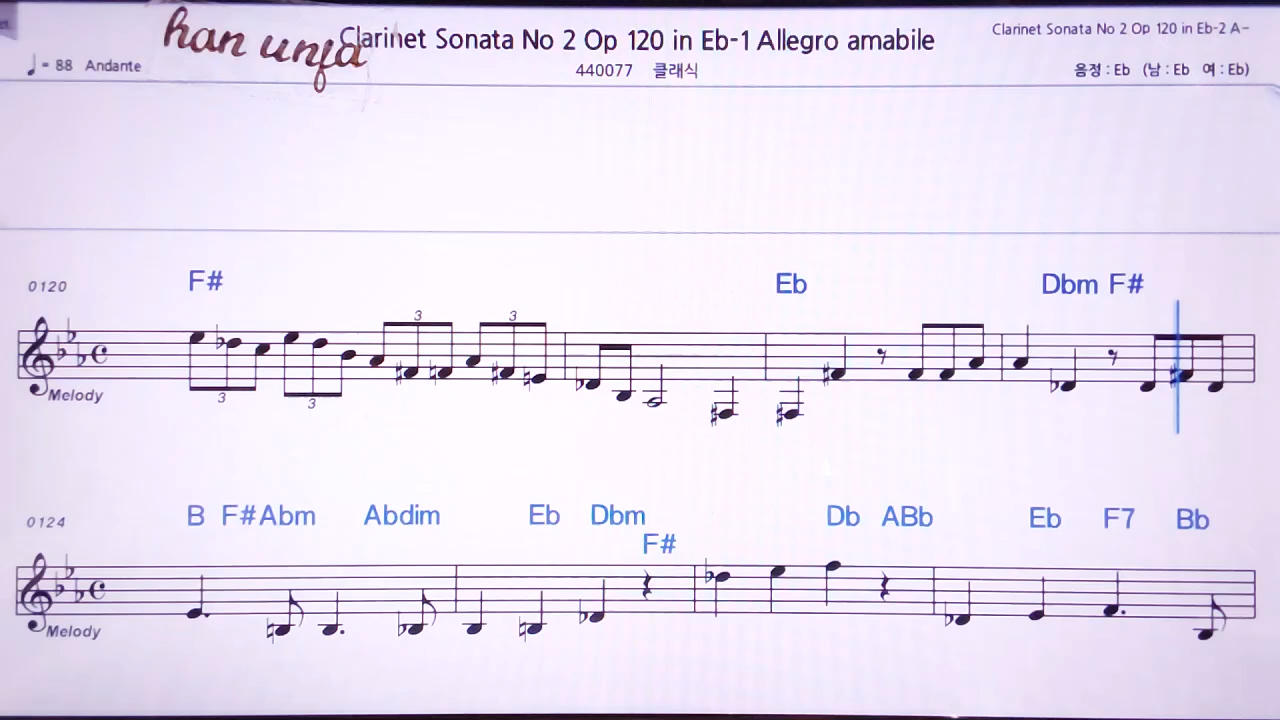 han unfa
Clarinet Sonata No 2 Op 120 in Eb-1 Allegro amabile
Clarinet Sonata No 2 Op 120 in Eb-2 A-
♩= 88 Andante
440077 클래식
음정 : Eb (남 : Eb 여 : Eb)
0120 F# Eb Dbm F#
3 3
Melody 3 3
0124 B F# Abm Abdim Eb Dbm Db ABb Eb F7 Bb
F#
Melody